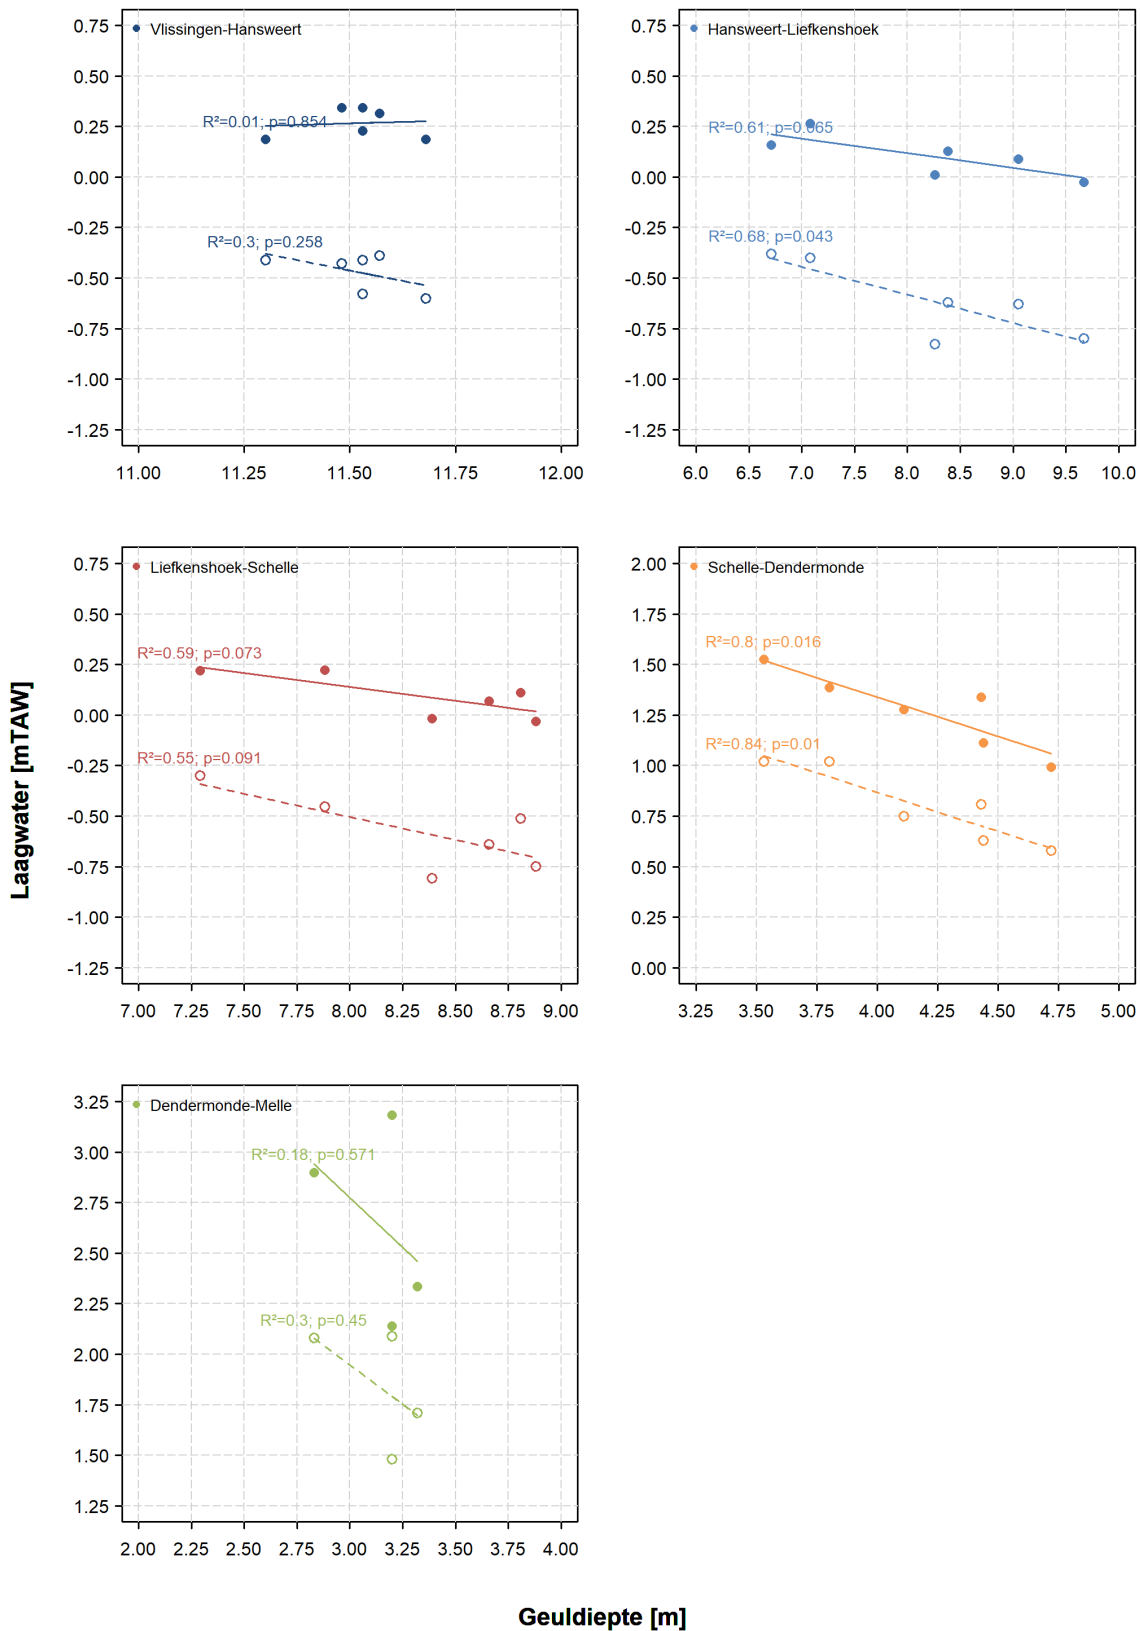 Vlissingen-Hansweert
R²=0.01; p=0.854
R²=0.3; p=0.258
0.75
0.50
0.25
0.00
-0.25
-0.50
-0.75
-1.00
-1.25
11.00 11.25 11.50 11.75 12.00
Hansweert-Liefkenshoek
R²=0.61; p=0.065
R²=0.68; p=0.043
0.75
0.50
0.25
0.00
-0.25
-0.50
-0.75
-1.00
-1.25
6.0 6.5 7.0 7.5 8.0 8.5 9.0 9.5 10.0
Liefkenshoek-Schelle
R²=0.59; p=0.073
R²=0.55; p=0.091
0.75
0.50
0.25
0.00
-0.25
-0.50
-0.75
-1.00
-1.25
7.00 7.25 7.50 7.75 8.00 8.25 8.50 8.75 9.00
Schelle-Dendermonde
R²=0.8; p=0.016
R²=0.84; p=0.01
2.00
1.75
1.50
1.25
1.00
0.75
0.50
0.25
0.00
3.25 3.50 3.75 4.00 4.25 4.50 4.75 5.00
Dendermonde-Melle
R²=0.18; p=0.571
R²=0.3; p=0.45
3.25
3.00
2.75
2.50
2.25
2.00
1.75
1.50
1.25
2.00 2.25 2.50 2.75 3.00 3.25 3.50 3.75 4.00
Laagwater [mTAW]
Geuldiepte [m]